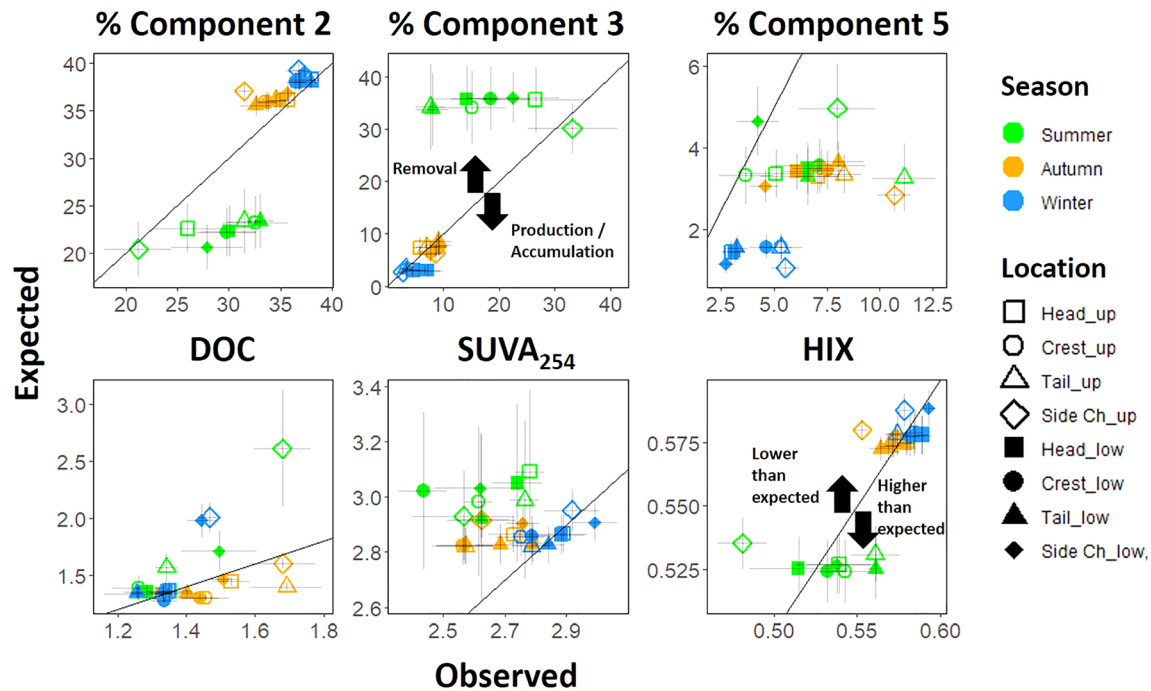 % Component 2
% Component 3
% Component 5
40
35
30
25
20
20
25
30
35
40
40
30
20
10
0
0
10
20
30
40
Removal
Production /
Accumulation
6
4
2
2.5
5.0
7.5
10.0
12.5
DOC
SUVA254
HIX
3.0
2.5
2.0
1.5
1.2
1.4
1.6
1.8
3.4
3.2
3.0
2.8
2.6
2.5
2.7
2.9
0.575
0.550
0.525
0.50
0.55
0.60
Lower
than
expected
Higher
than
expected
Expected
Observed
Season
Summer
Autumn
Winter
Location
Head_up
Crest_up
Tail_up
Side Ch_up
Head_low
Crest_low
Tail_low
Side Ch_low,